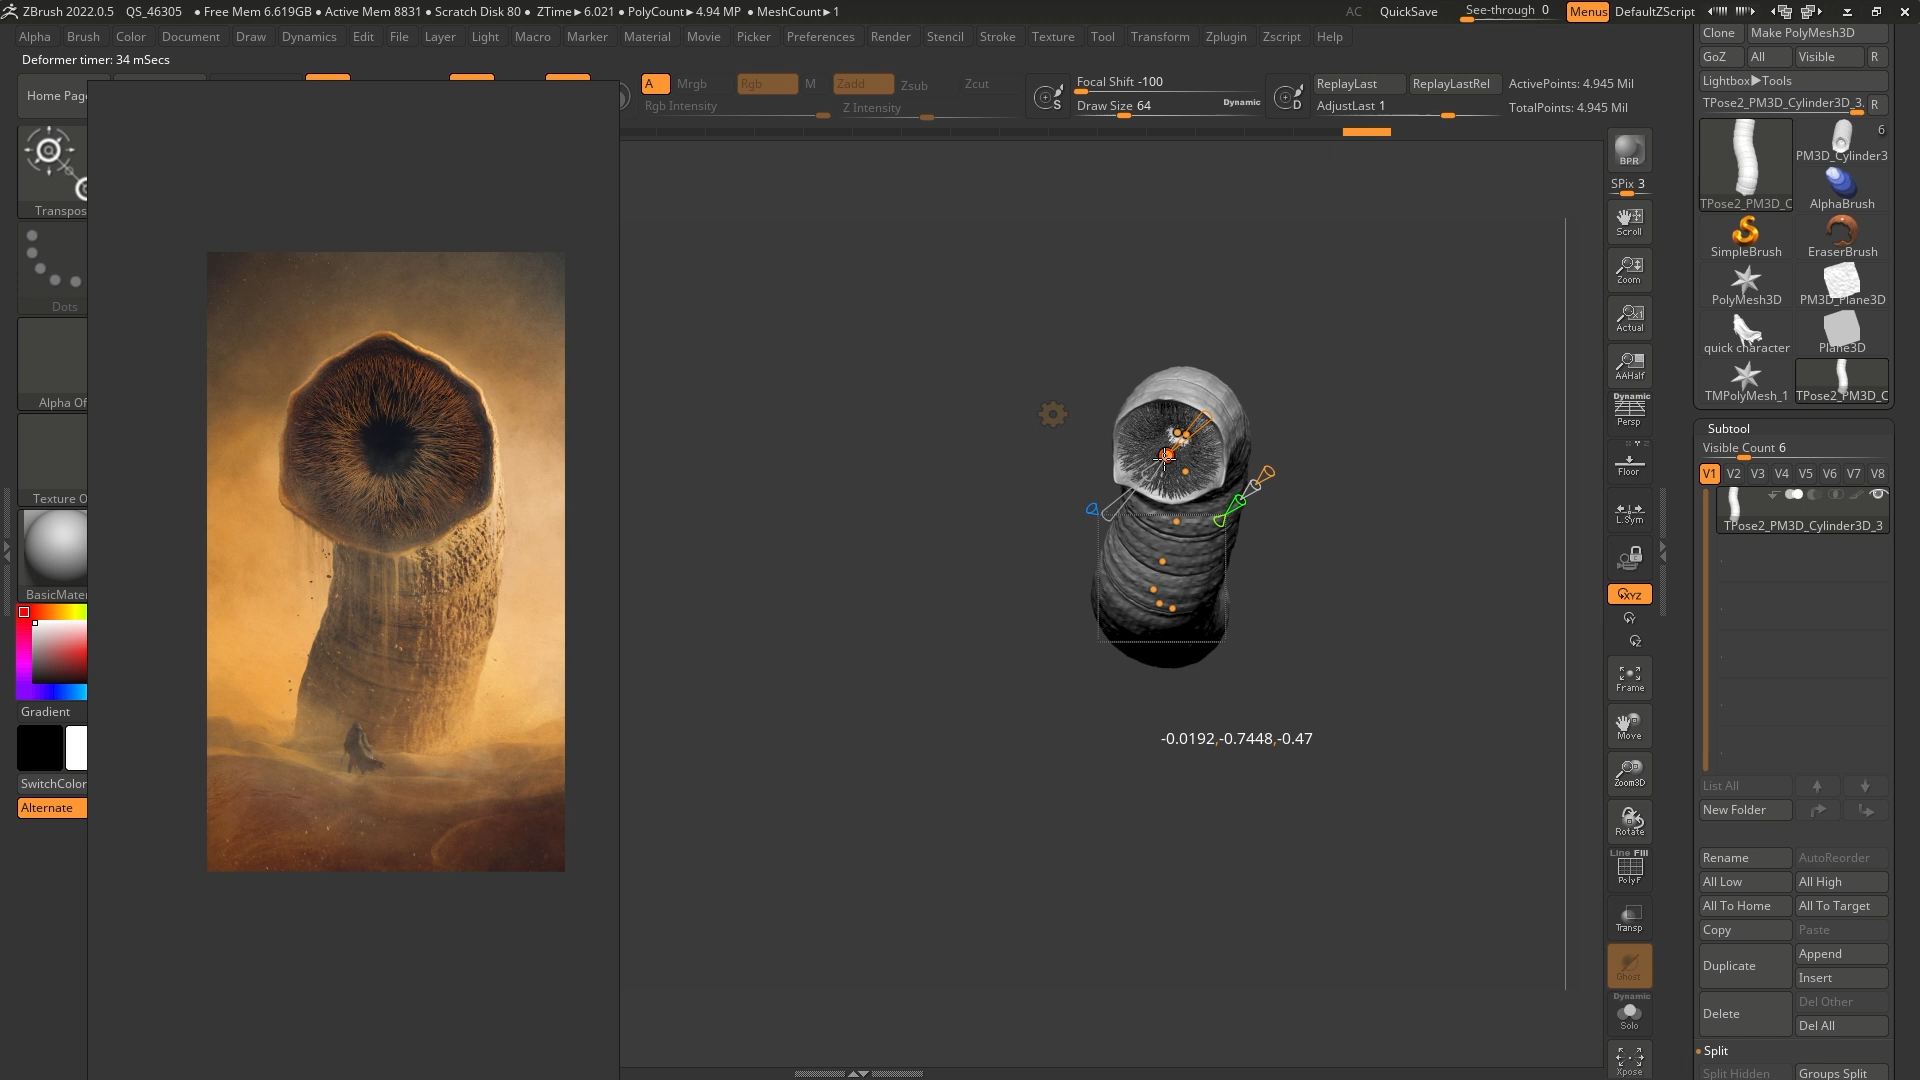 ZBrush 2022.0.5 QS_46305 ● Free Mem 6.619GB ● Active Mem 8831 ● Scratch Disk 80 ● ZTime►6.021 ● PolyCount►4.94 MP ● MeshCount►1 AC QuickSave See-through 0 Menus DefaultZScript
Alpha Brush Color Document Draw Dynamics Edit File Layer Light Macro Marker Material Movie Picker Preferences Render Stencil Stroke Texture Tool Transform Zplugin Zscript Help
Deformer timer: 34 mSecs
Home Pag
A Mrgb Rgb M Zadd Zsub Zcut
Rgb Intensity Z Intensity
S
Focal Shift -100
Draw Size 64 Dynamic
D
ReplayLast ReplayLastRel
AdjustLast 1
ActivePoints: 4.945 Mil
TotalPoints: 4.945 Mil
Transpos
Dots
Alpha Of
Texture O
BasicMate
Gradient
SwitchColor
Alternate
-0.0192,-0.7448,-0.47
BPR
SPix 3
Scroll
Zoom
Actual
AAHalf
Dynamic
Persp
Floor
L.Sym
XYZ
Y
Z
Frame
Move
Zoom3D
Rotate
Line Fill
PolyF
Transp
Ghost
Dynamic
Solo
Xpose
Clone Make PolyMesh3D
GoZ All Visible R
Lightbox►Tools
TPose2_PM3D_Cylinder3D_3. R
6
PM3D_Cylinder3
TPose2_PM3D_C AlphaBrush
SimpleBrush EraserBrush
PolyMesh3D PM3D_Plane3D
quick character Plane3D
TMPolyMesh_1 TPose2_PM3D_C
Subtool
Visible Count 6
V1 V2 V3 V4 V5 V6 V7 V8
TPose2_PM3D_Cylinder3D_3
List All
New Folder
Rename AutoReorder
All Low All High
All To Home All To Target
Copy Paste
Duplicate Append
Insert
Delete Del Other
Del All
Split
Split Hidden Groups Split